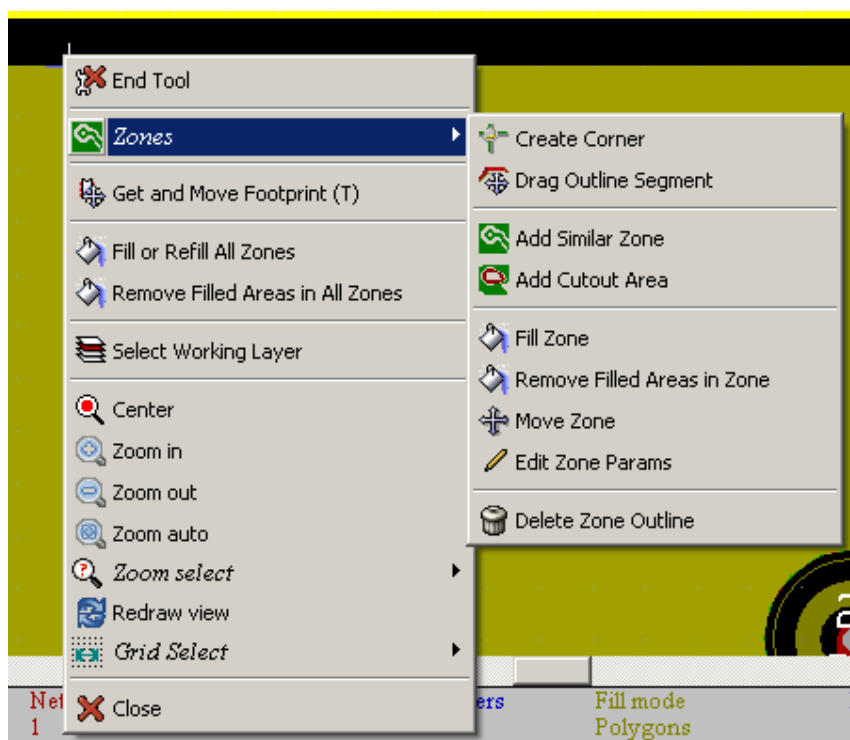 End Tool
Zones
Get and Move Footprint (T)
Fill or Refill All Zones
Remove Filled Areas in All Zones
Select Working Layer
Center
Zoom in
Zoom out
Zoom auto
Zoom select
Redraw view
Grid Select
Close
Create Corner
Drag Outline Segment
Add Similar Zone
Add Cutout Area
Fill Zone
Remove Filled Areas in Zone
Move Zone
Edit Zone Params
Delete Zone Outline
Net
1
ers
Fill mode
Polygons